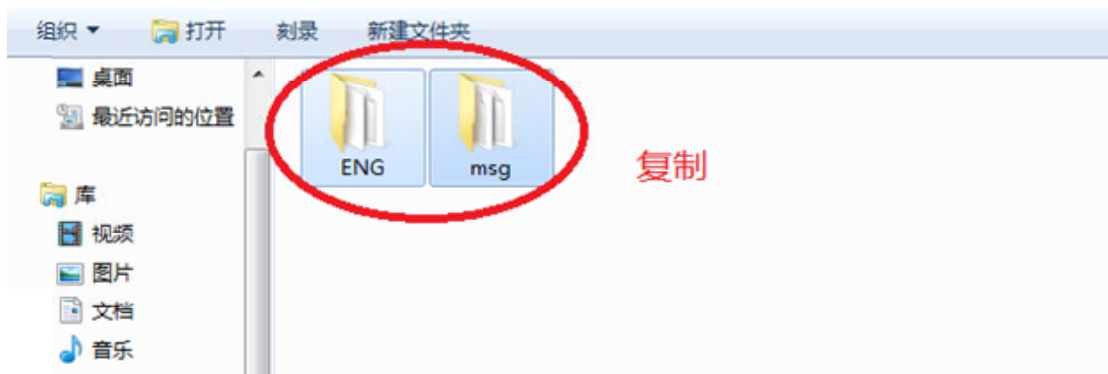 组织 打开 刻录 新建文件夹
桌面
最近访问的位置
库
视频
图片
文档
音乐
ENG msg
复制